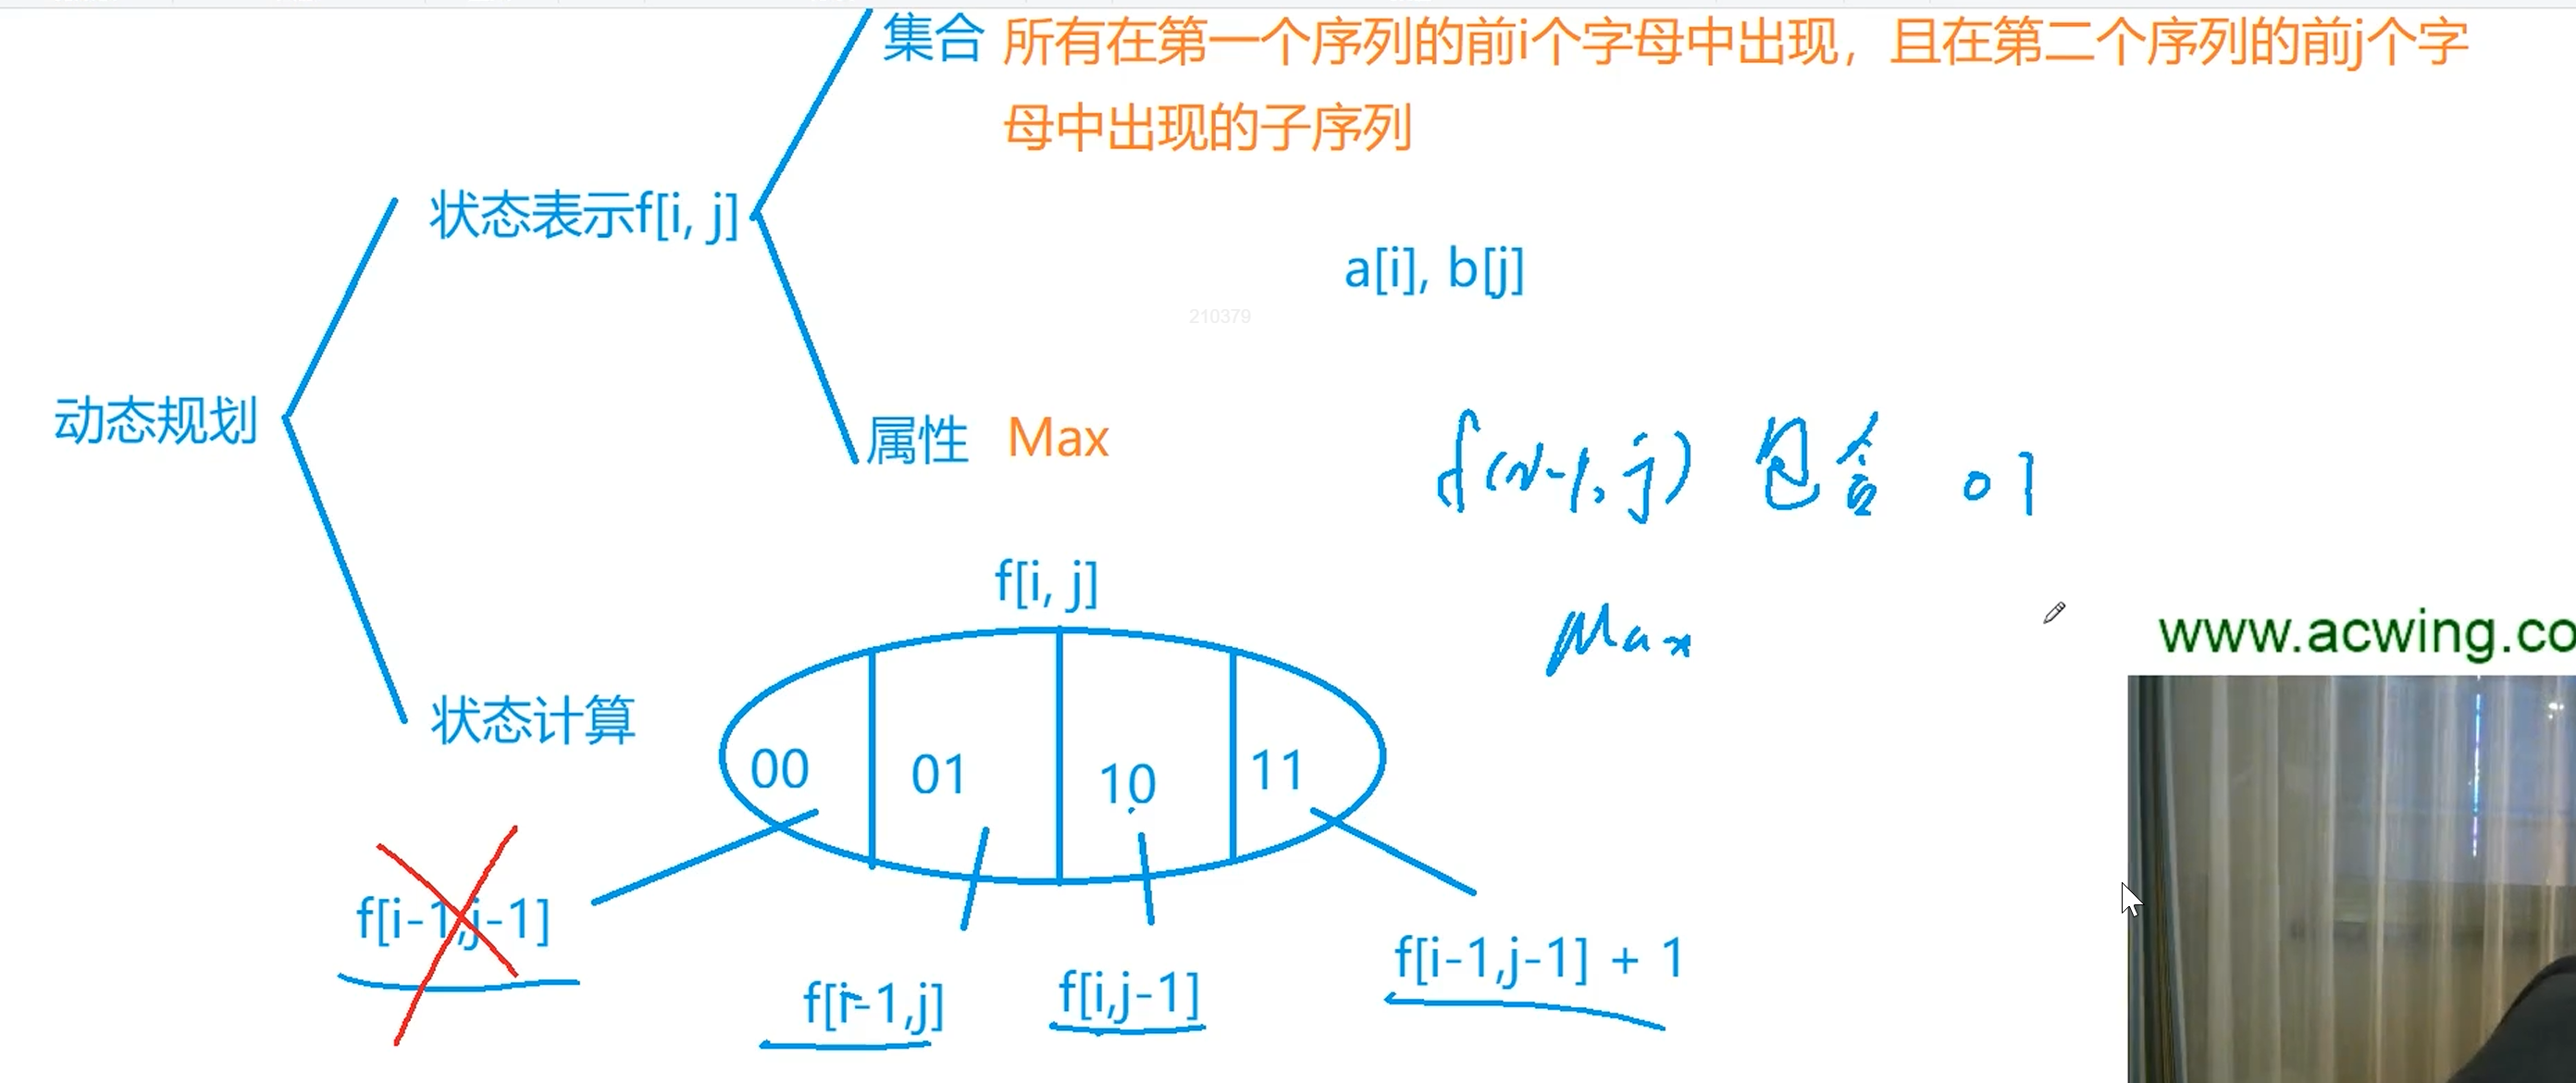 集合 所有在第一个序列的前i个字母中出现，且在第二个序列的前j个字
母中出现的子序列
状态表示f[i, j]
a[i], b[j]
210379
动态规划
属性 Max
f(i-1, j) 包含 01
f[i, j]
Max
www.acwing.co
状态计算
00 01 10 11
f[i-1,j-1]
f[i-1,j]
f[i,j-1]
f[i-1,j-1] + 1